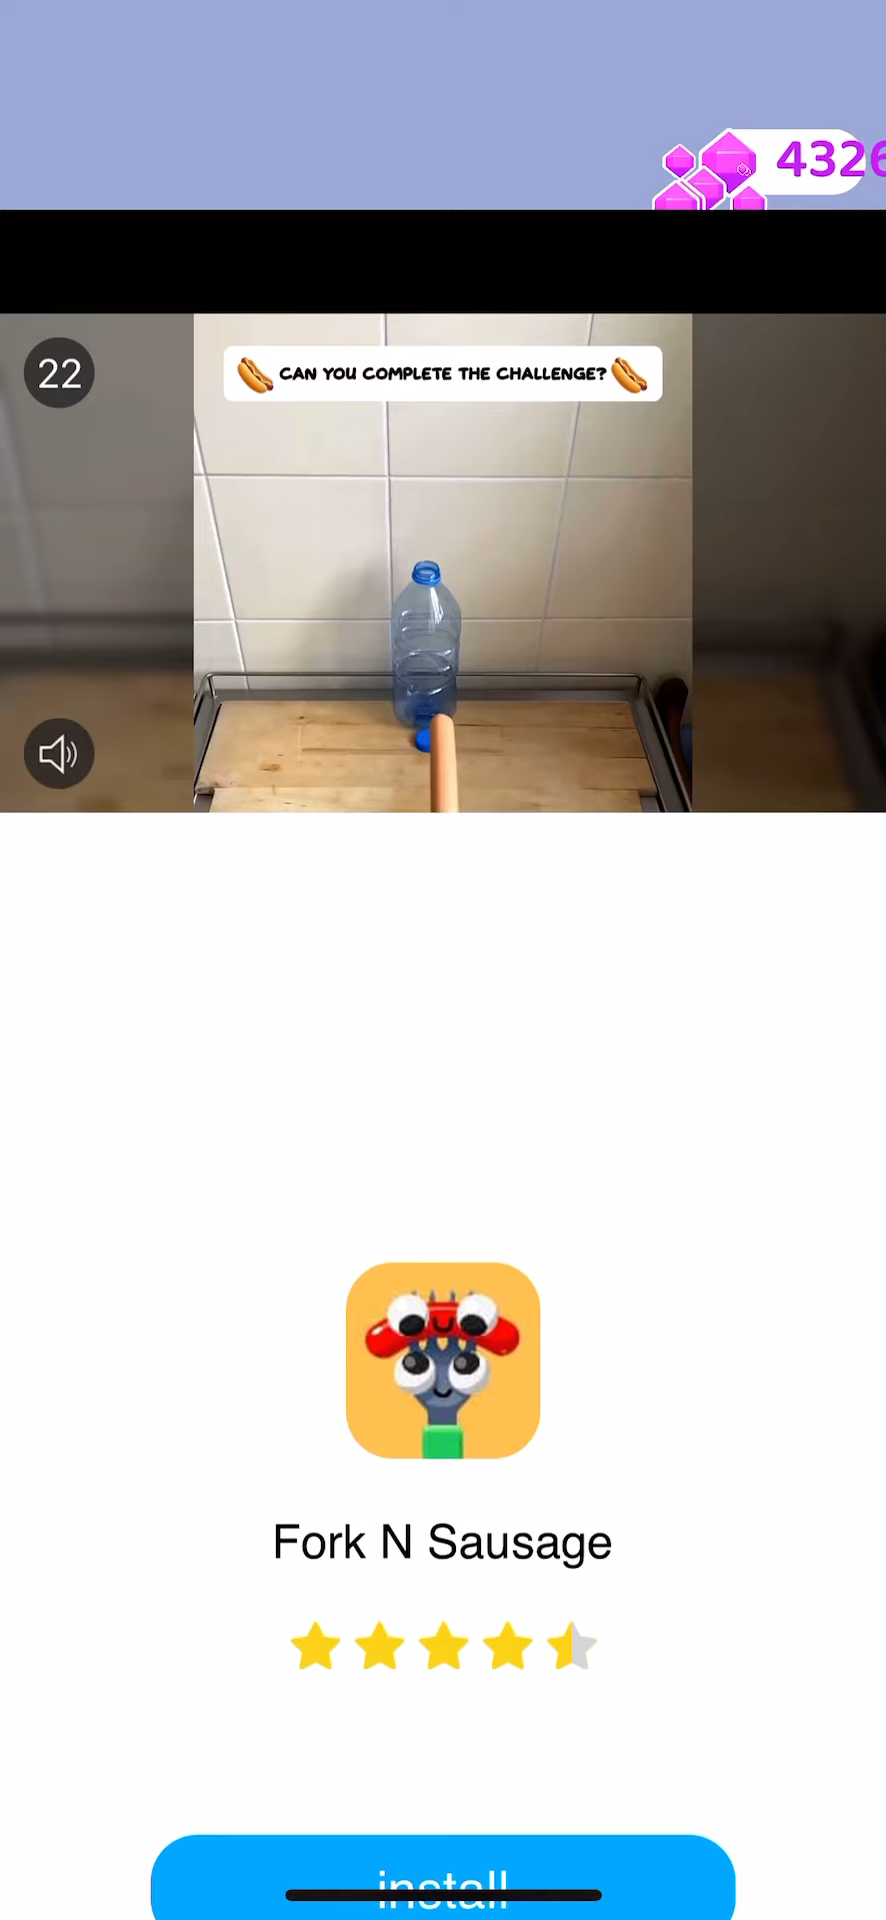 4326
22
CAN YOU COMPLETE THE CHALLENGE?
Fork N Sausage
install